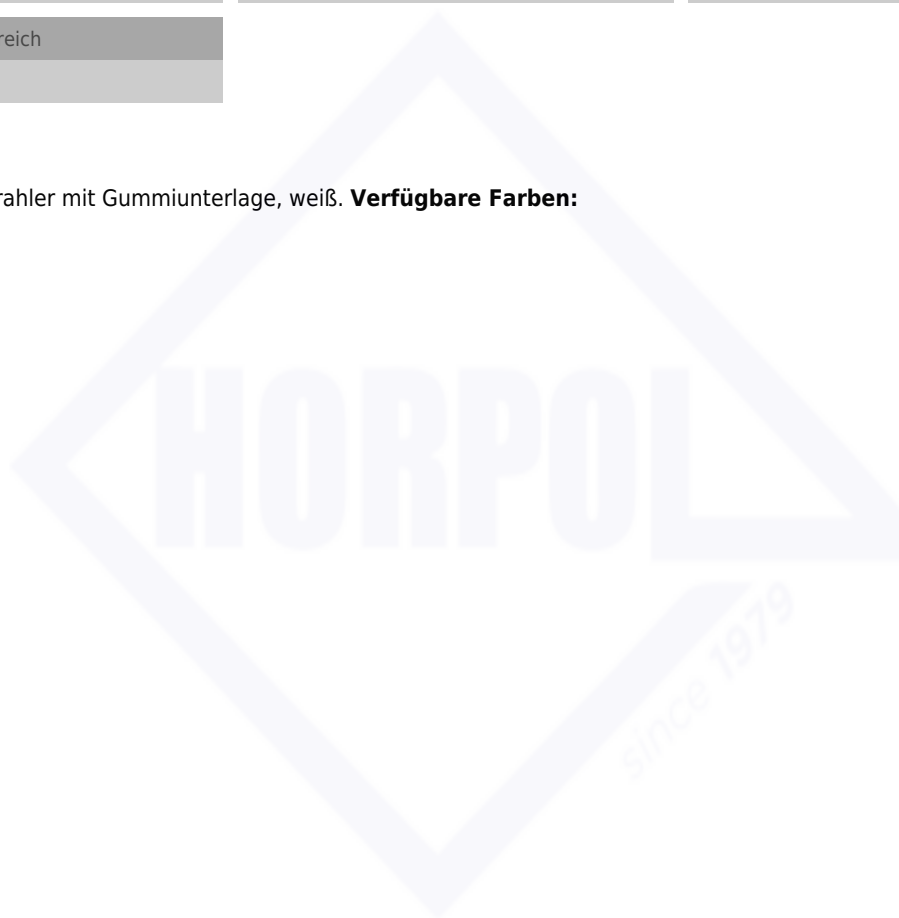 reich
rahler mit Gummiunterlage, weiß. Verfügbare Farben:
HORPOL
since 1979